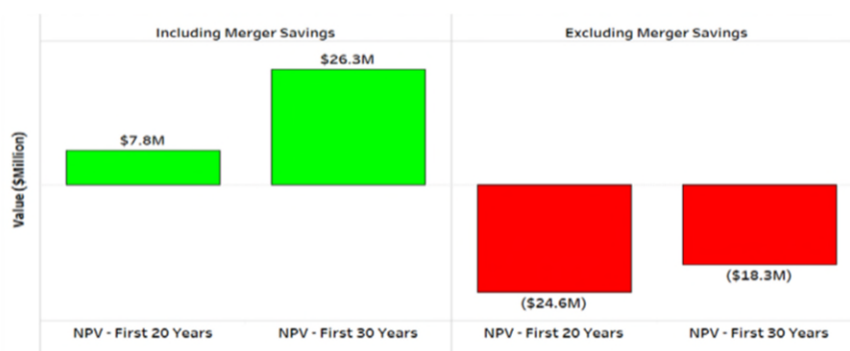 Including Merger Savings
Excluding Merger Savings
Value ($Million)
$7.8M
$26.3M
($24.6M)
($18.3M)
NPV - First 20 Years
NPV - First 30 Years
NPV - First 20 Years
NPV - First 30 Years